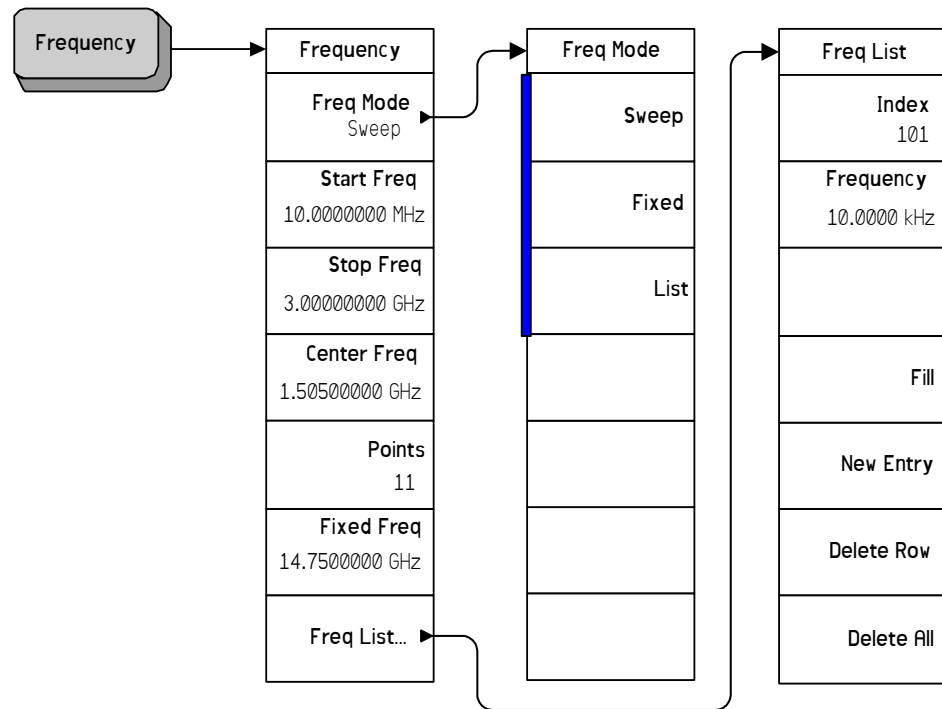 Frequency
Frequency
Freq Mode
Sweep
Start Freq
10.0000000 MHz
Stop Freq
3.00000000 GHz
Center Freq
1.50500000 GHz
Points
11
Fixed Freq
14.7500000 GHz
Freq List...
Freq Mode
Sweep
Fixed
List
Freq List
Index
101
Frequency
10.0000 kHz
Fill
New Entry
Delete Row
Delete All